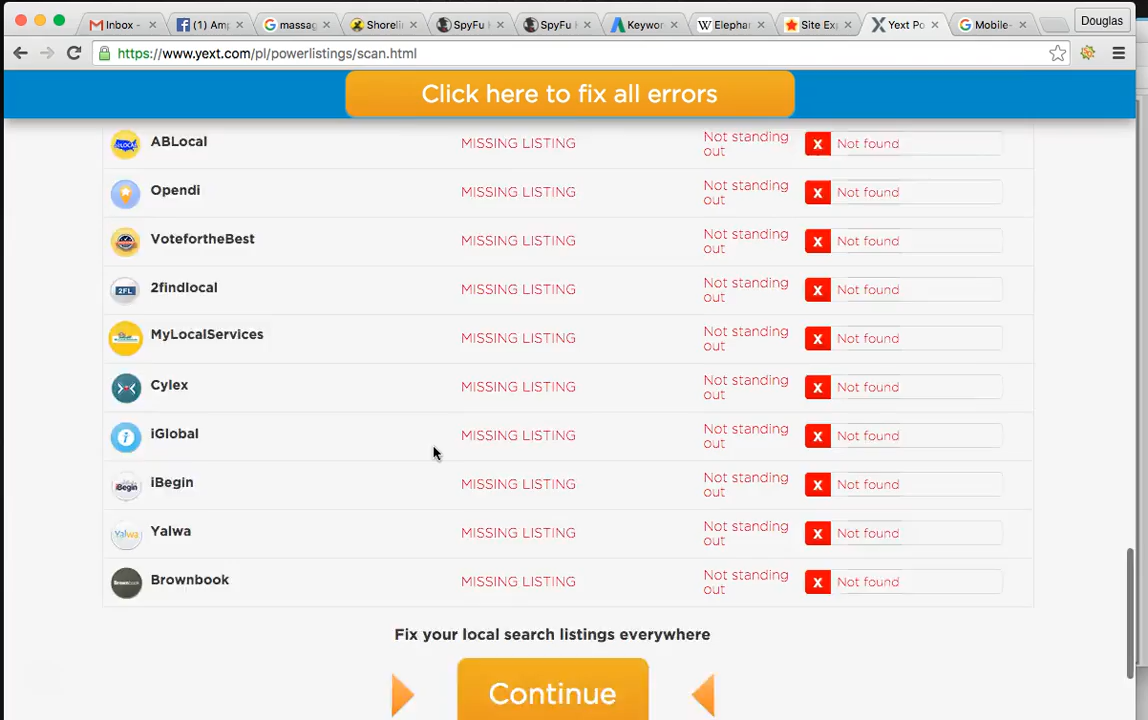 Inbox -
(1) Am
massag
Shoreli
SpyFu
SpyFu
Keywor
Elephar
Site Exp
Yext Po
Mobile-
Douglas
https://www.yext.com/pl/powerlistings/scan.html
Click here to fix all errors
ABLocal MISSING LISTING Not standing out X Not found
Opendi MISSING LISTING Not standing out X Not found
VotefortheBest MISSING LISTING Not standing out X Not found
2FL 2findlocal MISSING LISTING Not standing out X Not found
MyLocalServices MISSING LISTING Not standing out X Not found
Cylex MISSING LISTING Not standing out X Not found
iGlobal MISSING LISTING Not standing out X Not found
iBegin iBegin MISSING LISTING Not standing out X Not found
Yalwa Yalwa MISSING LISTING Not standing out X Not found
Brownbook Brownbook MISSING LISTING Not standing out X Not found
Fix your local search listings everywhere
Continue